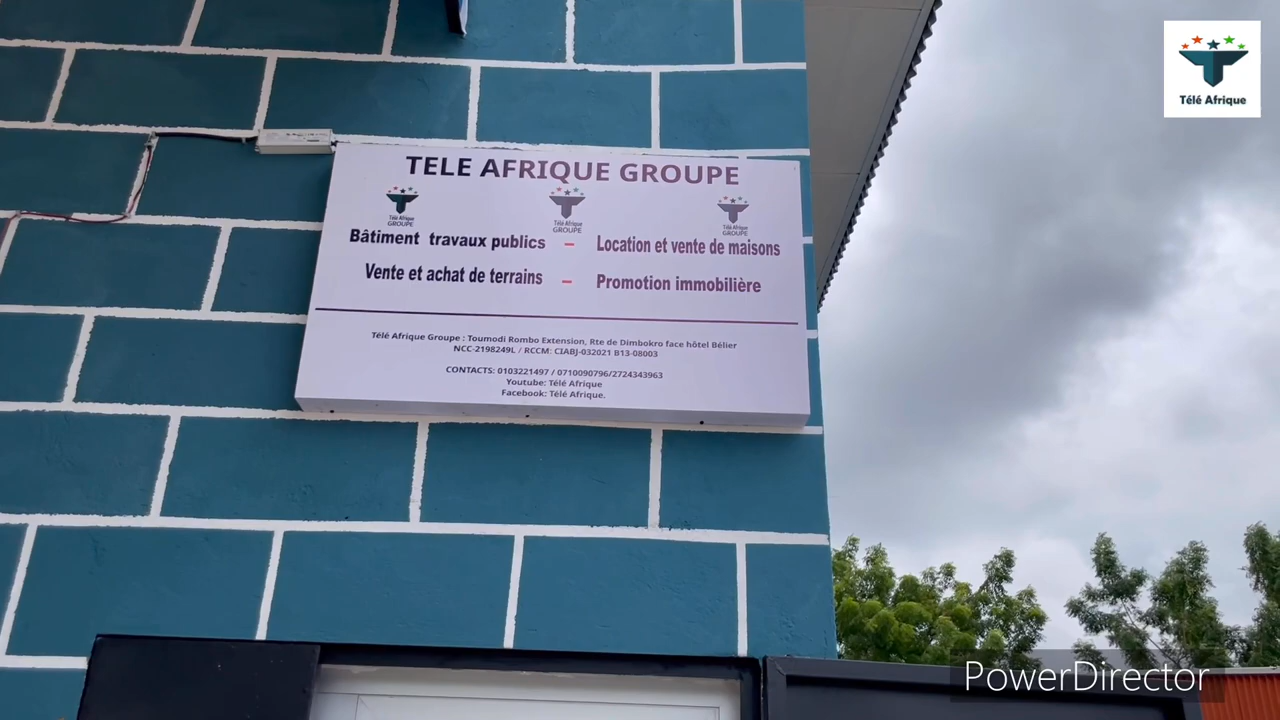 Télé Afrique
TELE AFRIQUE GROUPE
Télé Afrique
GROUPE
Télé Afrique
GROUPE
Télé Afrique
GROUPE
Bâtiment travaux publics – Location et vente de maisons
Vente et achat de terrains – Promotion immobilière
Télé Afrique Groupe : Toumodi Rombo Extension, Rte de Dimbokro face hôtel Bélier
NCC-2198249L / RCCM: CIABJ-032021 B13-08003
CONTACTS: 0103221497 / 0710090796/2724343963
Youtube: Télé Afrique
Facebook: Télé Afrique.
PowerDirector